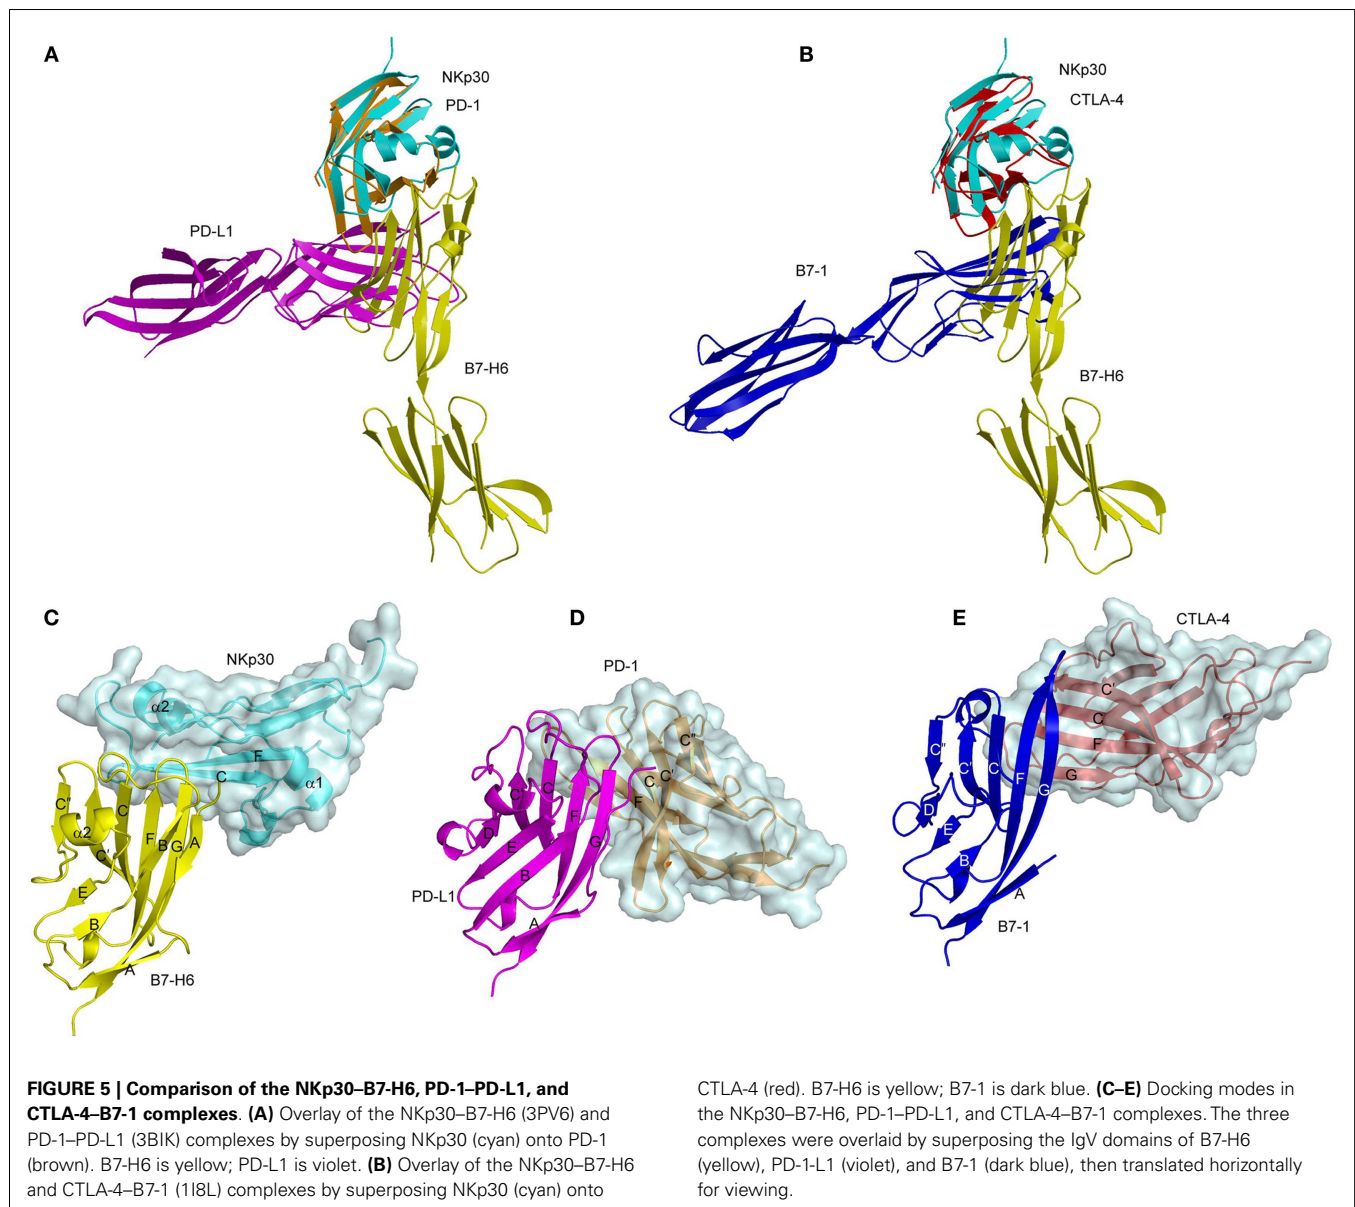 A
NKp30
PD-1
PD-L1
B7-H6
B
NKp30
CTLA-4
B7-1
B7-H6
C
NKp30
α2
F
C
α1
C"
α2
C
C'
F
B
G
A
E
B
A
B7-H6
D
PD-1
C"
C
C'
F
C'
C
D
E
F
G
B
PD-L1
A
E
CTLA-4
C'
C
F
G
C"
C'
C
F
G
D
E
B
A
B7-1
FIGURE 5 | Comparison of the NKp30–B7-H6, PD-1–PD-L1, and
CTLA-4–B7-1 complexes. (A) Overlay of the NKp30–B7-H6 (3PV6) and
PD-1–PD-L1 (3BIK) complexes by superposing NKp30 (cyan) onto PD-1
(brown). B7-H6 is yellow; PD-L1 is violet. (B) Overlay of the NKp30–B7-H6
and CTLA-4–B7-1 (1I8L) complexes by superposing NKp30 (cyan) onto
CTLA-4 (red). B7-H6 is yellow; B7-1 is dark blue. (C–E) Docking modes in
the NKp30–B7-H6, PD-1–PD-L1, and CTLA-4–B7-1 complexes. The three
complexes were overlaid by superposing the IgV domains of B7-H6
(yellow), PD-1-L1 (violet), and B7-1 (dark blue), then translated horizontally
for viewing.